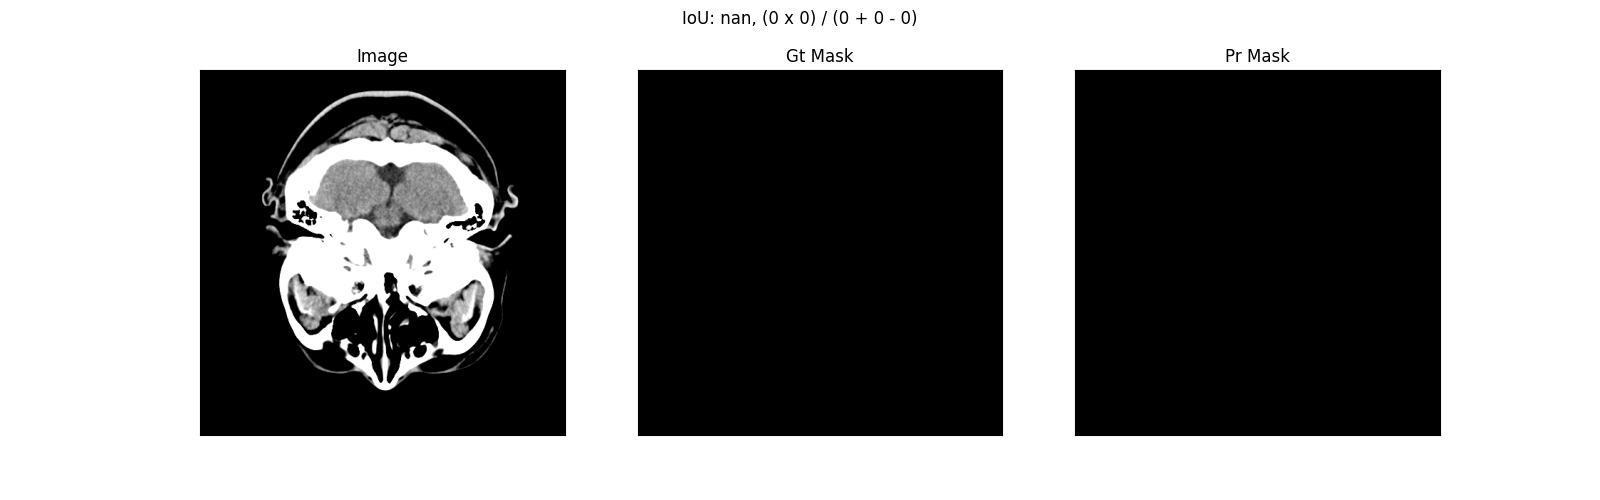 IoU: nan, (0 x 0) / (0 + 0 - 0)
Image
Gt Mask
Pr Mask